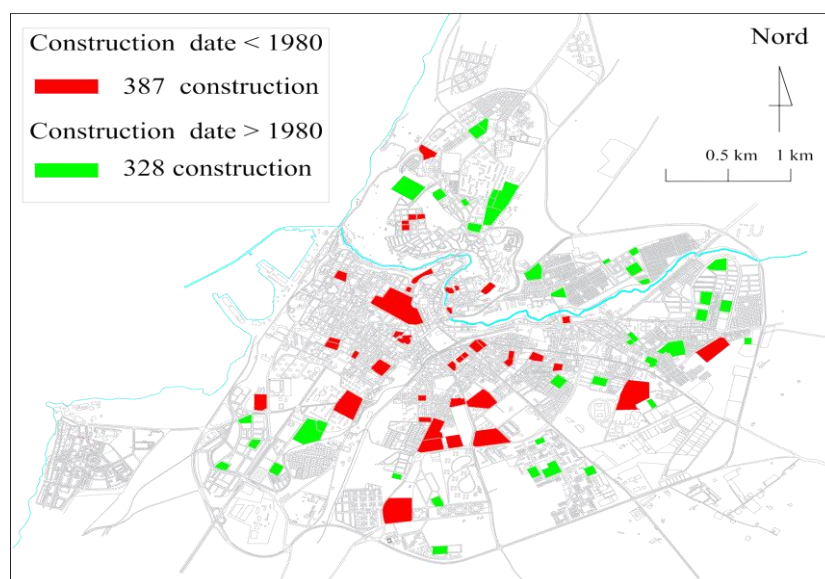 Construction date < 1980
387 construction
Construction date > 1980
328 construction
Nord
0.5 km 1 km